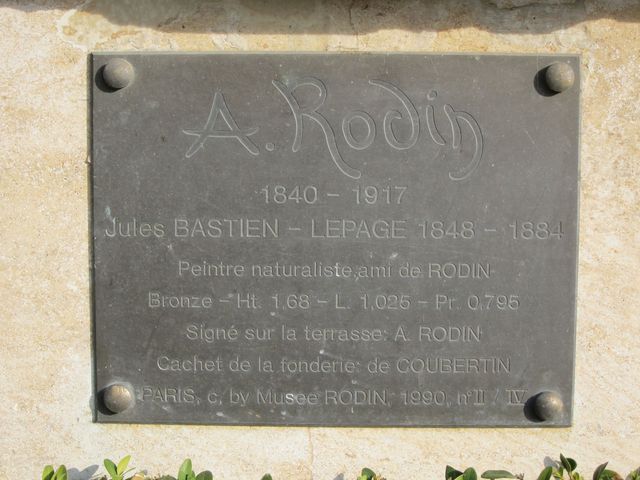 A. Rodin
1840 - 1917
Jules BASTIEN - LEPAGE 1848 - 1884
Peintre naturaliste, ami de RODIN
Bronze - Ht. 1,68 - L. 1,025 - Pr. 0,795
Signé sur la terrasse: A. RODIN
Cachet de la fonderie: de COUBERTIN
PARIS, c, by Musee RODIN, 1990, n° II / IV